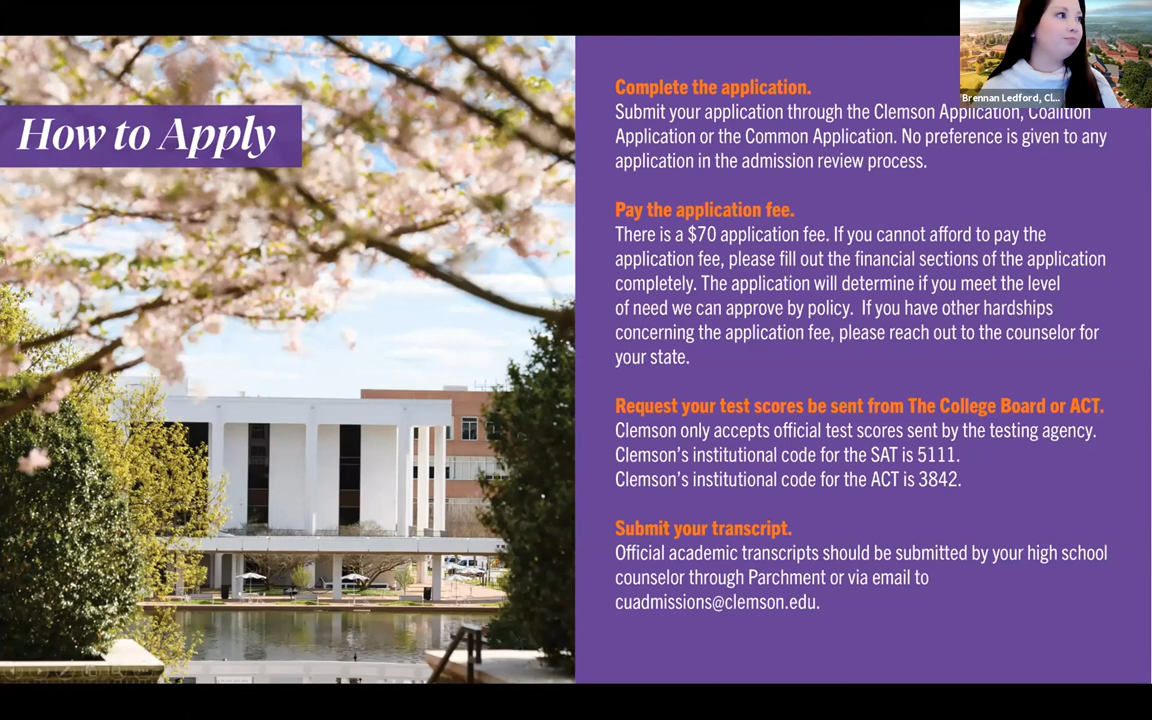 How to Apply
Brennan Ledford, Cl...
Complete the application.
Submit your application through the Clemson Application, Coalition
Application or the Common Application. No preference is given to any
application in the admission review process.
Pay the application fee.
There is a $70 application fee. If you cannot afford to pay the
application fee, please fill out the financial sections of the application
completely. The application will determine if you meet the level
of need we can approve by policy.  If you have other hardships
concerning the application fee, please reach out to the counselor for
your state.
Request your test scores be sent from The College Board or ACT.
Clemson only accepts official test scores sent by the testing agency.
Clemson's institutional code for the SAT is 5111.
Clemson's institutional code for the ACT is 3842.
Submit your transcript.
Official academic transcripts should be submitted by your high school
counselor through Parchment or via email to
cuadmissions@clemson.edu.